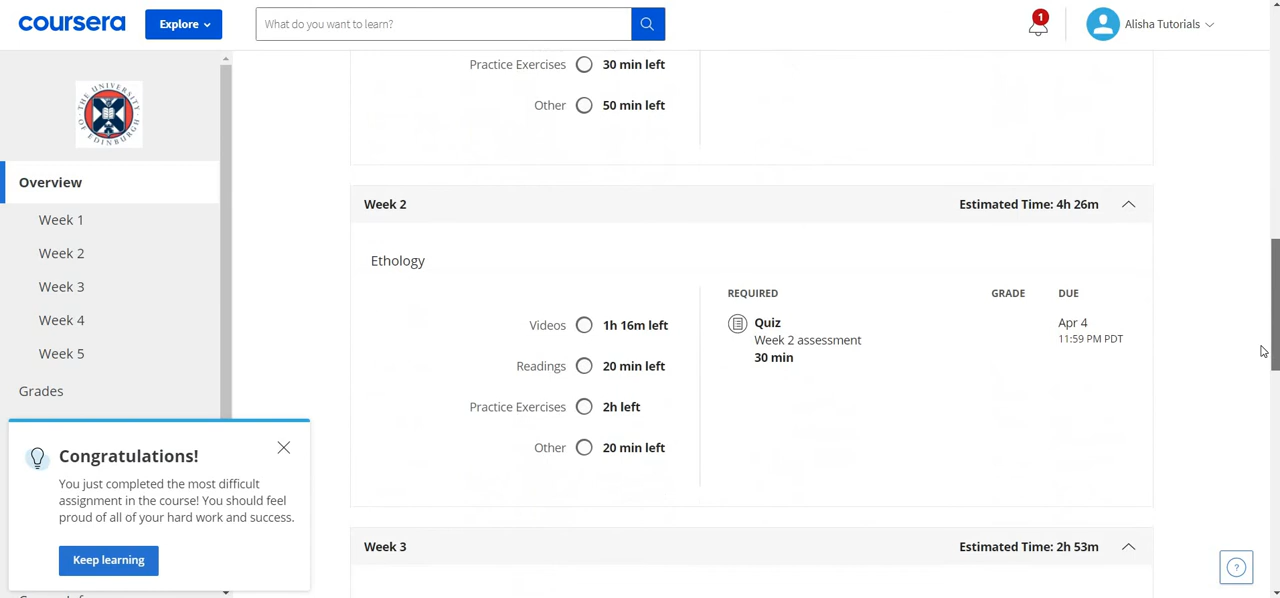 coursera
Explore
What do you want to learn?
1
Alisha Tutorials
THE UNIVERSITY OF EDINBURGH
Overview
Week 1
Week 2
Week 3
Week 4
Week 5
Grades
Practice Exercises 30 min left
Other 50 min left
Week 2 Estimated Time: 4h 26m
Ethology
Videos 1h 16m left
Readings 20 min left
Practice Exercises 2h left
Other 20 min left
REQUIRED GRADE DUE
Quiz Apr 4
Week 2 assessment 11:59 PM PDT
30 min
Week 3 Estimated Time: 2h 53m
Congratulations!
You just completed the most difficult
assignment in the course! You should feel
proud of all of your hard work and success.
Keep learning
?